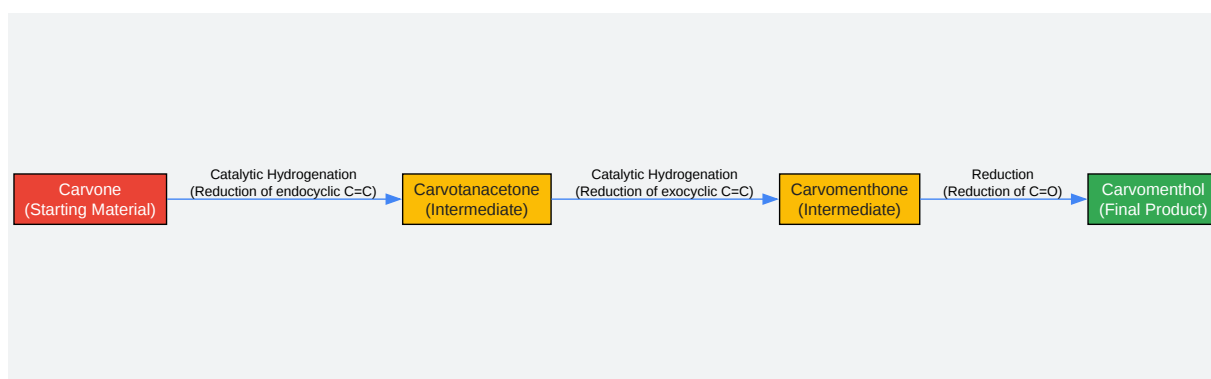 Carvone
(Starting Material)
Catalytic Hydrogenation
(Reduction of endocyclic C=C)
Carvotanacetone
(Intermediate)
Catalytic Hydrogenation
(Reduction of exocyclic C=C)
Carvomenthone
(Intermediate)
Reduction
(Reduction of C=O)
Carvomenthol
(Final Product)